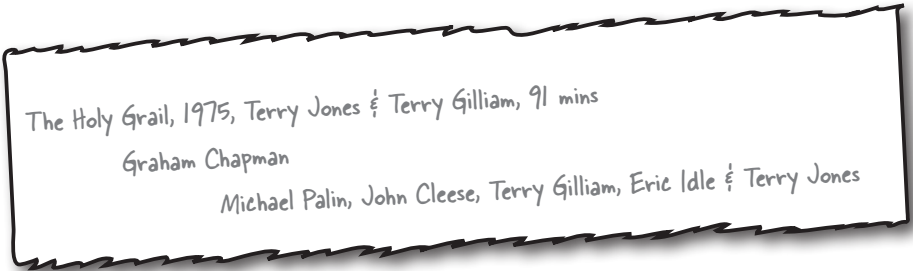 The Holy Grail, 1975, Terry Jones & Terry Gilliam, 91 mins
Graham Chapman
Michael Palin, John Cleese, Terry Gilliam, Eric Idle & Terry Jones